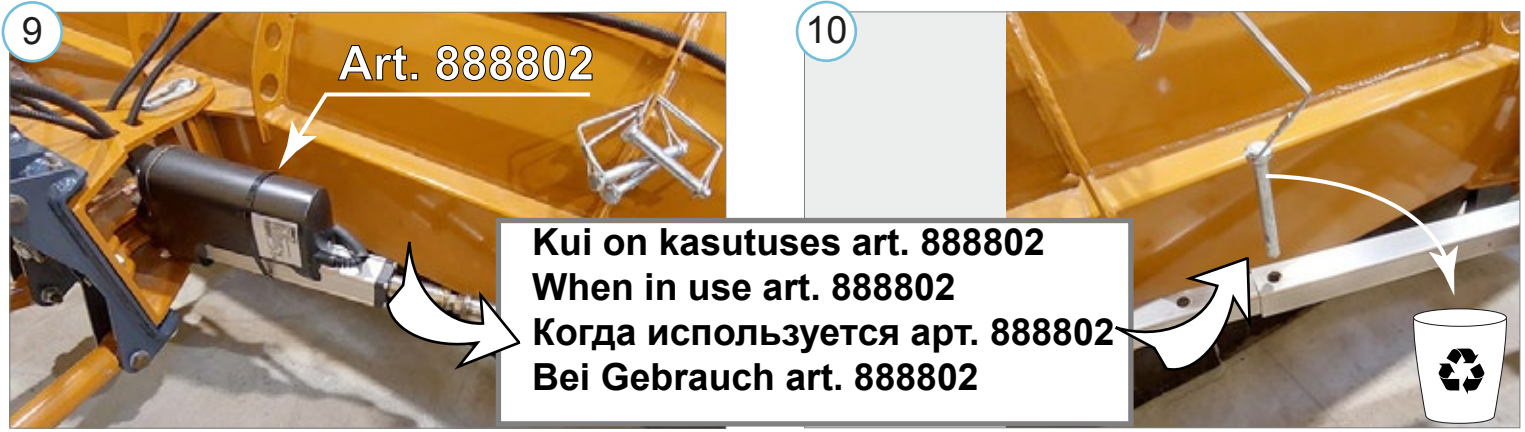 9
Art. 888802
10
Kui on kasutuses art. 888802
When in use art. 888802
Когда используется арт. 888802
Bei Gebrauch art. 888802